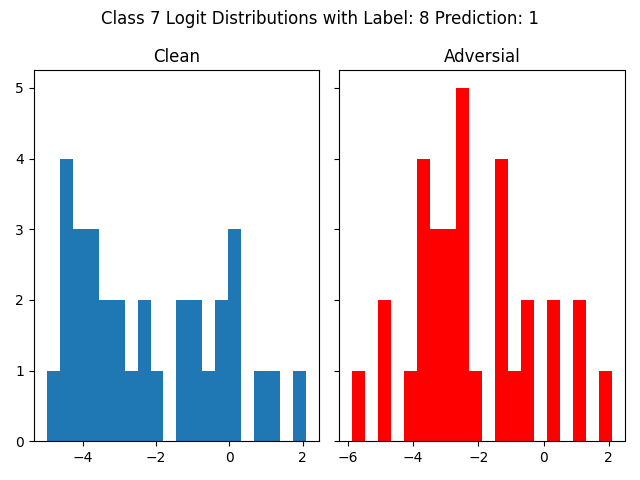 Class 7 Logit Distributions with Label: 8 Prediction: 1
Clean
Adversial
5
4
3
2
1
0
−4 −2 0 2
−6 −4 −2 0 2